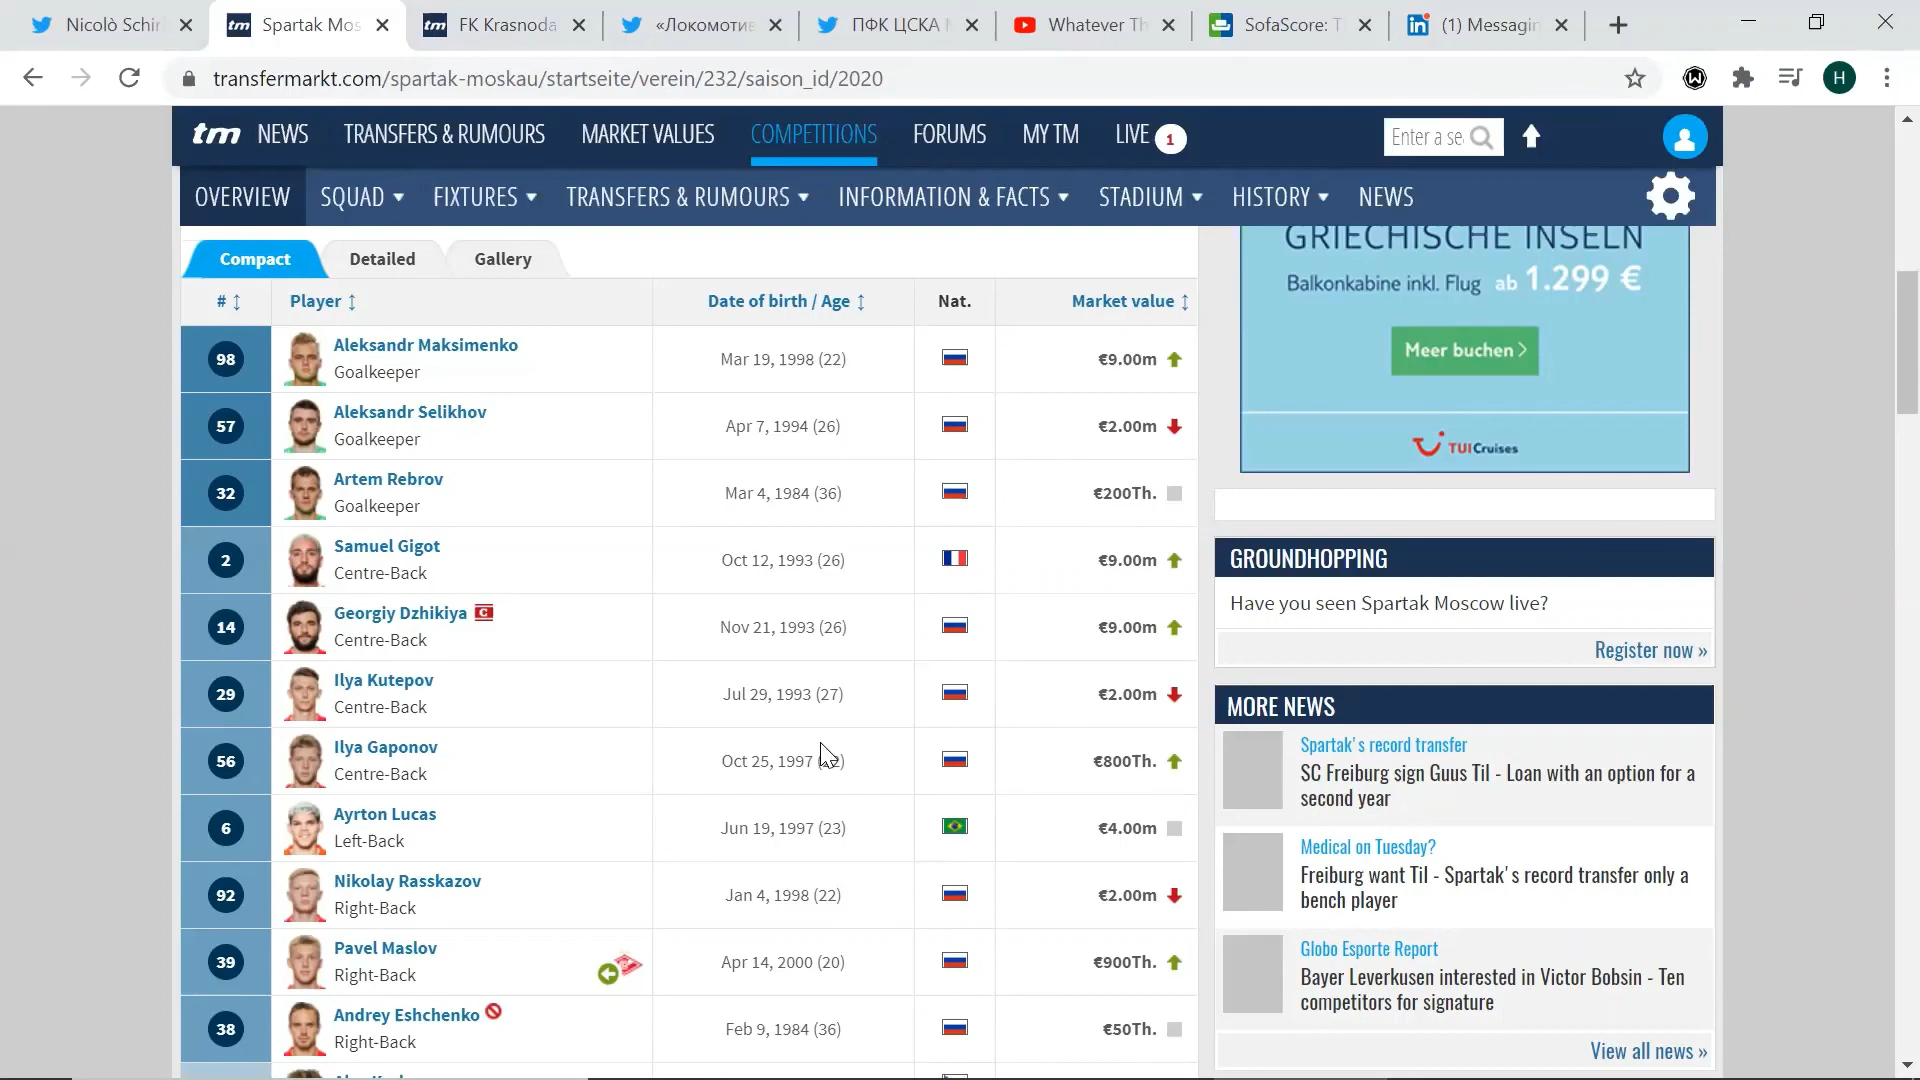 Nicolò Schir
Spartak Mos
FK Krasnoda
«Локомотив
ПФК ЦСКА
Whatever Th
SofaScore: T
(1) Messagin
transfermarkt.com/spartak-moskau/startseite/verein/232/saison_id/2020
H
tm NEWS TRANSFERS & RUMOURS MARKET VALUES COMPETITIONS FORUMS MY TM LIVE 1 Enter a se
OVERVIEW SQUAD FIXTURES TRANSFERS & RUMOURS INFORMATION & FACTS STADIUM HISTORY NEWS
Compact Detailed Gallery
# Player Date of birth / Age Nat. Market value
98 Aleksandr Maksimenko Mar 19, 1998 (22) €9.00m
Goalkeeper
57 Aleksandr Selikhov Apr 7, 1994 (26) €2.00m
Goalkeeper
32 Artem Rebrov Mar 4, 1984 (36) €200Th.
Goalkeeper
2 Samuel Gigot Oct 12, 1993 (26) €9.00m
Centre-Back
14 Georgiy Dzhikiya C Nov 21, 1993 (26) €9.00m
Centre-Back
29 Ilya Kutepov Jul 29, 1993 (27) €2.00m
Centre-Back
56 Ilya Gaponov Oct 25, 1997 €800Th.
Centre-Back
6 Ayrton Lucas Jun 19, 1997 (23) €4.00m
Left-Back
92 Nikolay Rasskazov Jan 4, 1998 (22) €2.00m
Right-Back
39 Pavel Maslov Apr 14, 2000 (20) €900Th.
Right-Back
38 Andrey Eshchenko Feb 9, 1984 (36) €50Th.
Right-Back
GRIECHISCHE INSELN
Balkonkabine inkl. Flug ab 1.299 €
Meer buchen
TUI Cruises
GROUNDHOPPING
Have you seen Spartak Moscow live?
Register now »
MORE NEWS
Spartak's record transfer
SC Freiburg sign Guus Til - Loan with an option for a
second year
Medical on Tuesday?
Freiburg want Til - Spartak's record transfer only a
bench player
Globo Esporte Report
Bayer Leverkusen interested in Victor Bobsin - Ten
competitors for signature
View all news »